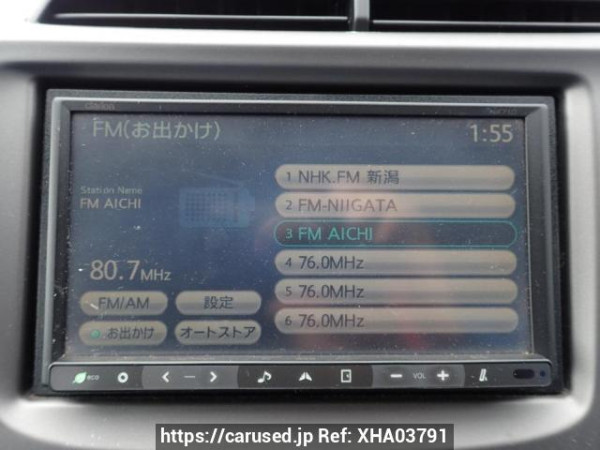 clarion
FM(お出かけ)
1:55
Station Name
FM AICHI
1 NHK.FM 新潟
2 FM-NIIGATA
3 FM AICHI
4 76.0MHz
5 76.0MHz
6 76.0MHz
80.7MHz
FM/AM
設定
お出かけ
オートストア
eco
VOL
https://carused.jp Ref: XHA03791